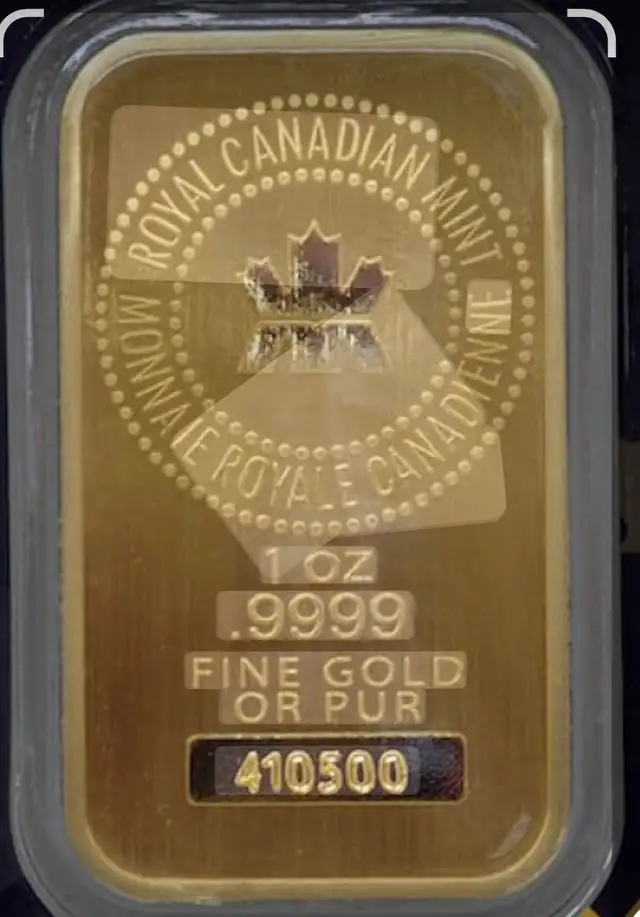 ROYAL CANADIAN MINT
MONNAIE ROYALE CANADIENNE
1 OZ
.9999
FINE GOLD
OR PUR
410500